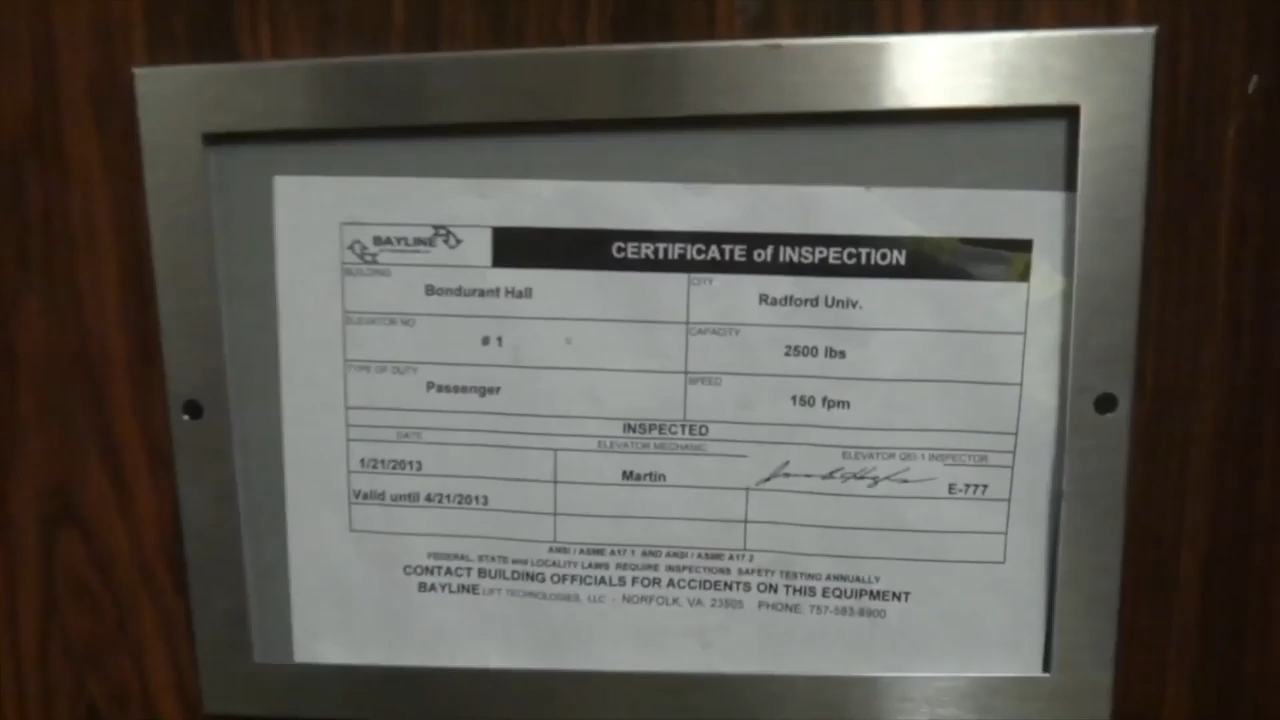 BAYLINE
CERTIFICATE of INSPECTION
BUILDING
Bondurant Hall
CITY
Radford Univ.
ELEVATOR NO
# 1
CAPACITY
2500 lbs
TYPE OF DUTY
Passenger
SPEED
150 fpm
INSPECTED
DATE
ELEVATOR MECHANIC
ELEVATOR QEI-1 INSPECTOR
1/21/2013
Martin
E-777
Valid until 4/21/2013
ANSI / ASME A17.1 AND ANSI / ASME A17.2
FEDERAL, STATE and LOCALITY LAWS REQUIRE INSPECTIONS SAFETY TESTING ANNUALLY
CONTACT BUILDING OFFICIALS FOR ACCIDENTS ON THIS EQUIPMENT
BAYLINE LIFT TECHNOLOGIES, LLC - NORFOLK, VA. 23505 PHONE: 757-583-8900